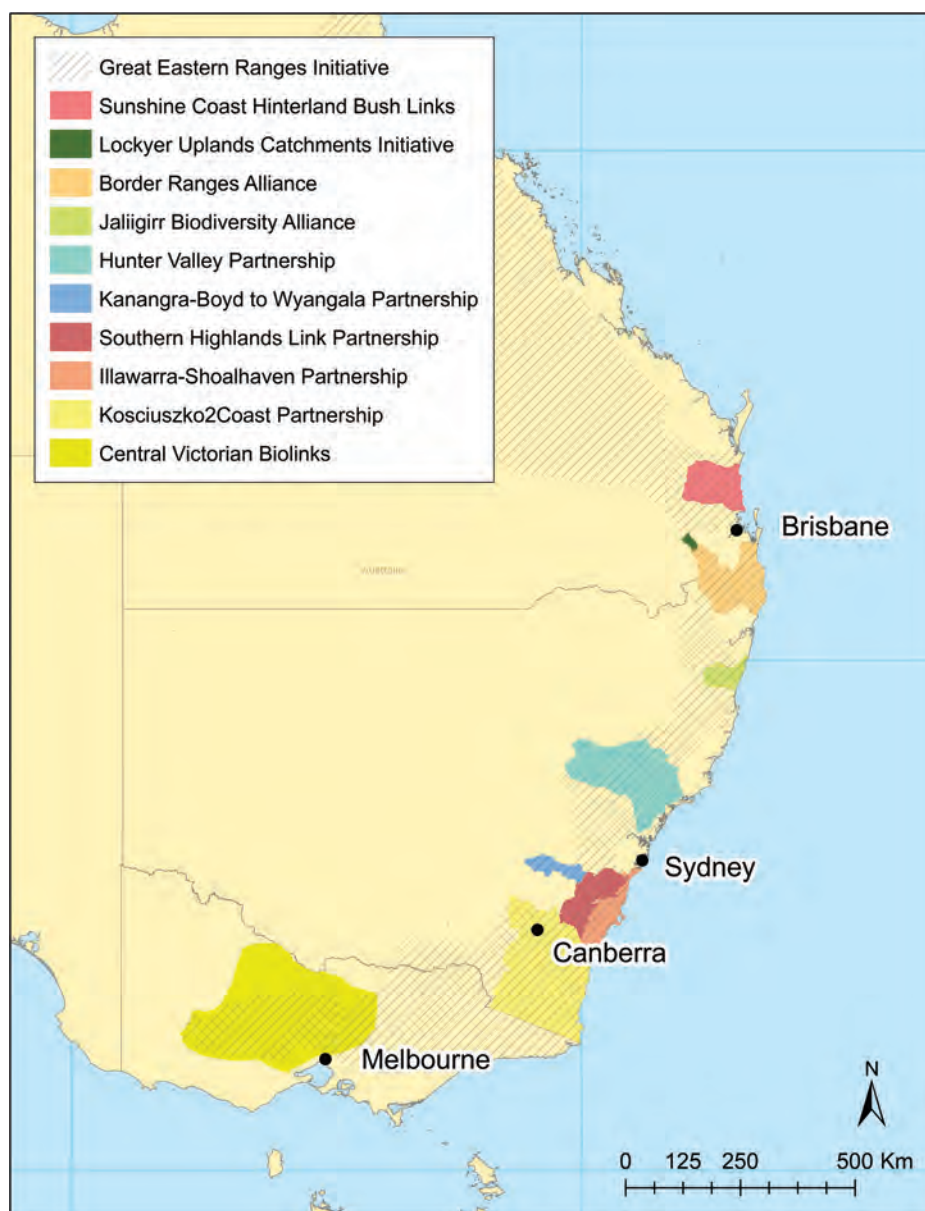 Great Eastern Ranges Initiative
Sunshine Coast Hinterland Bush Links
Lockyer Uplands Catchments Initiative
Border Ranges Alliance
Jaliigirr Biodiversity Alliance
Hunter Valley Partnership
Kanangra-Boyd to Wyangala Partnership
Southern Highlands Link Partnership
Illawarra-Shoalhaven Partnership
Kosciuszko2Coast Partnership
Central Victorian Biolinks
Brisbane
Sydney
Canberra
Melbourne
N
0 125 250 500 Km